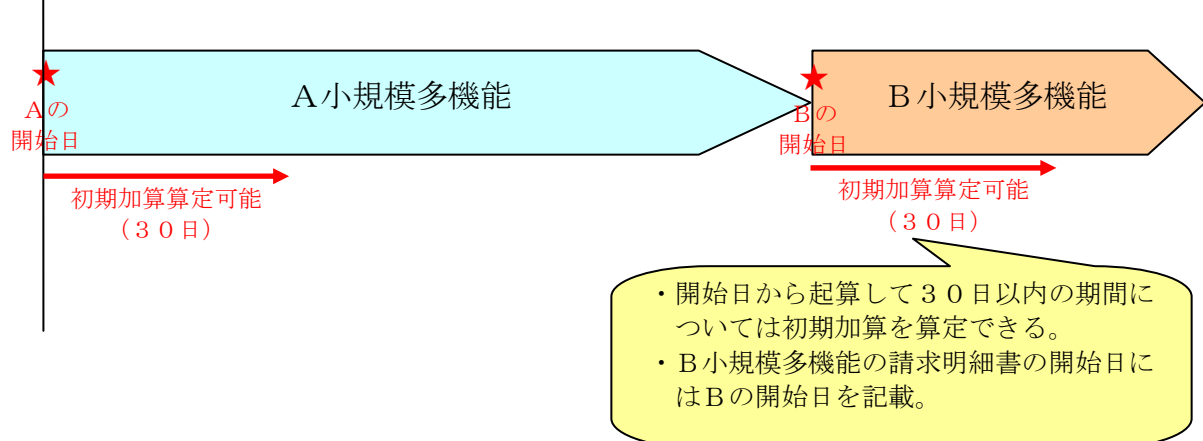 A小規模多機能
B小規模多機能
Aの
開始日
Bの
開始日
初期加算算定可能
(30日)
初期加算算定可能
(30日)
・開始日から起算して30日以内の期間に
ついては初期加算を算定できる。
・B小規模多機能の請求明細書の開始日に
はBの開始日を記載。